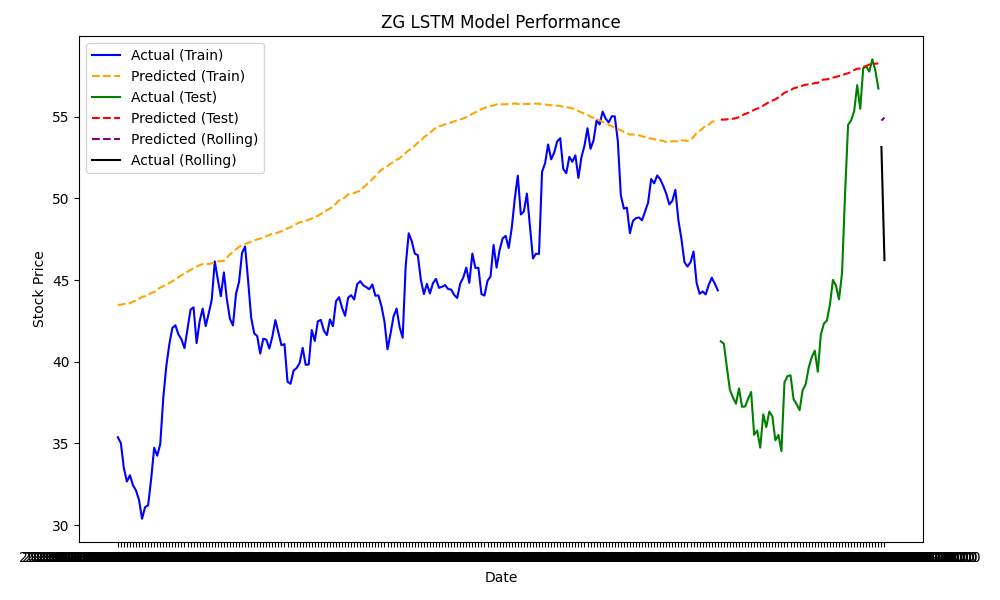 ZG LSTM Model Performance
Actual (Train)
Predicted (Train)
Actual (Test)
Predicted (Test)
Predicted (Rolling)
Actual (Rolling)
Stock Price
55
50
45
40
35
30
Date